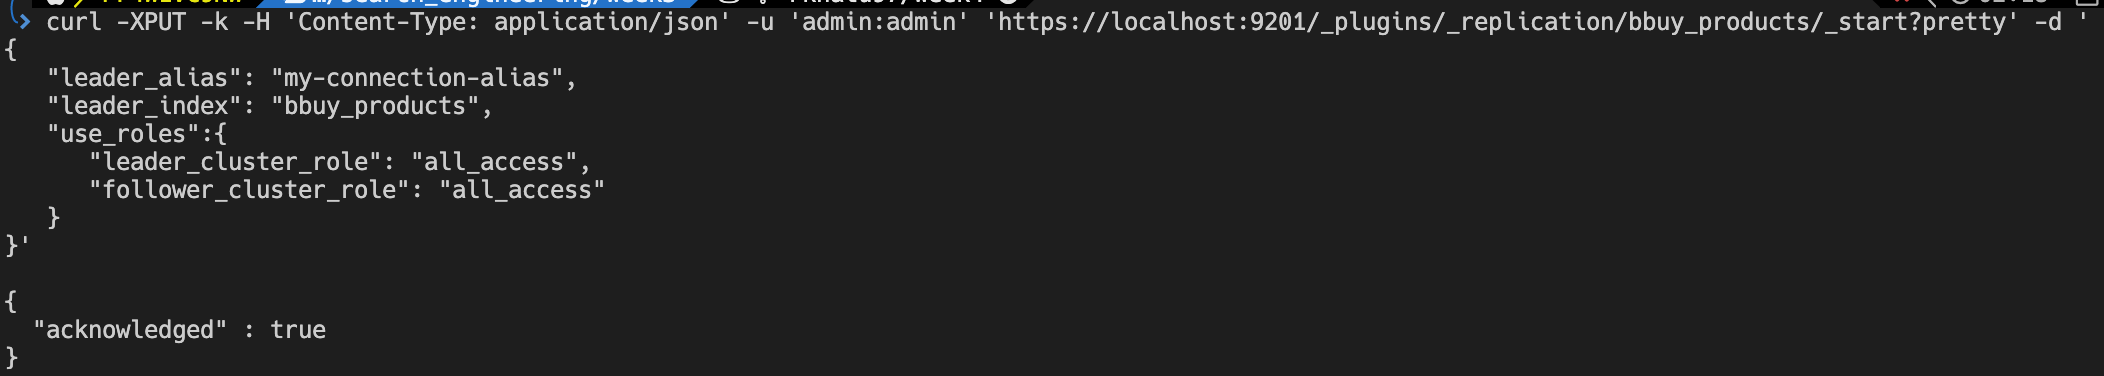 curl -XPUT -k -H 'Content-Type: application/json' -u 'admin:admin' 'https://localhost:9201/_plugins/_replication/bbuy_products/_start?pretty' -d '
{
   "leader_alias": "my-connection-alias",
   "leader_index": "bbuy_products",
   "use_roles":{
      "leader_cluster_role": "all_access",
      "follower_cluster_role": "all_access"
   }
}'
{
  "acknowledged" : true
}